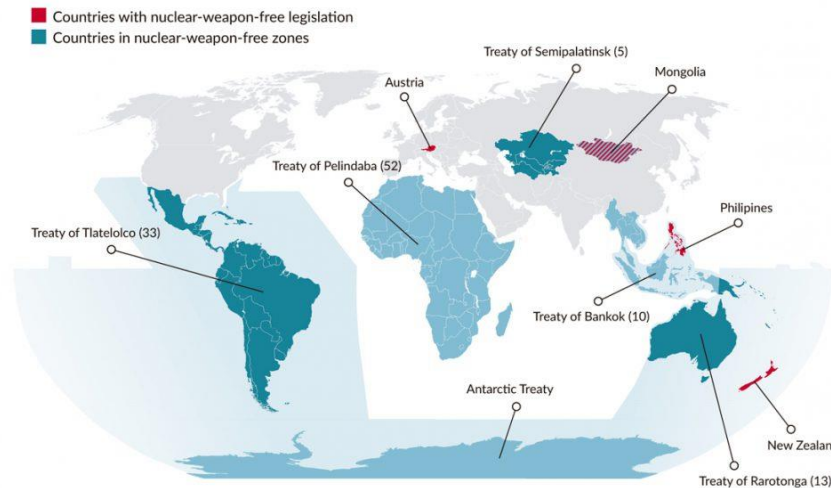 Countries with nuclear-weapon-free legislation
Countries in nuclear-weapon-free zones
Treaty of Semipalatinsk (5)
Mongolia
Austria
Treaty of Pelindaba (52)
Philipines
Treaty of Tlatelolco (33)
Treaty of Bankok (10)
Antarctic Treaty
New Zealan
Treaty of Rarotonga (13)